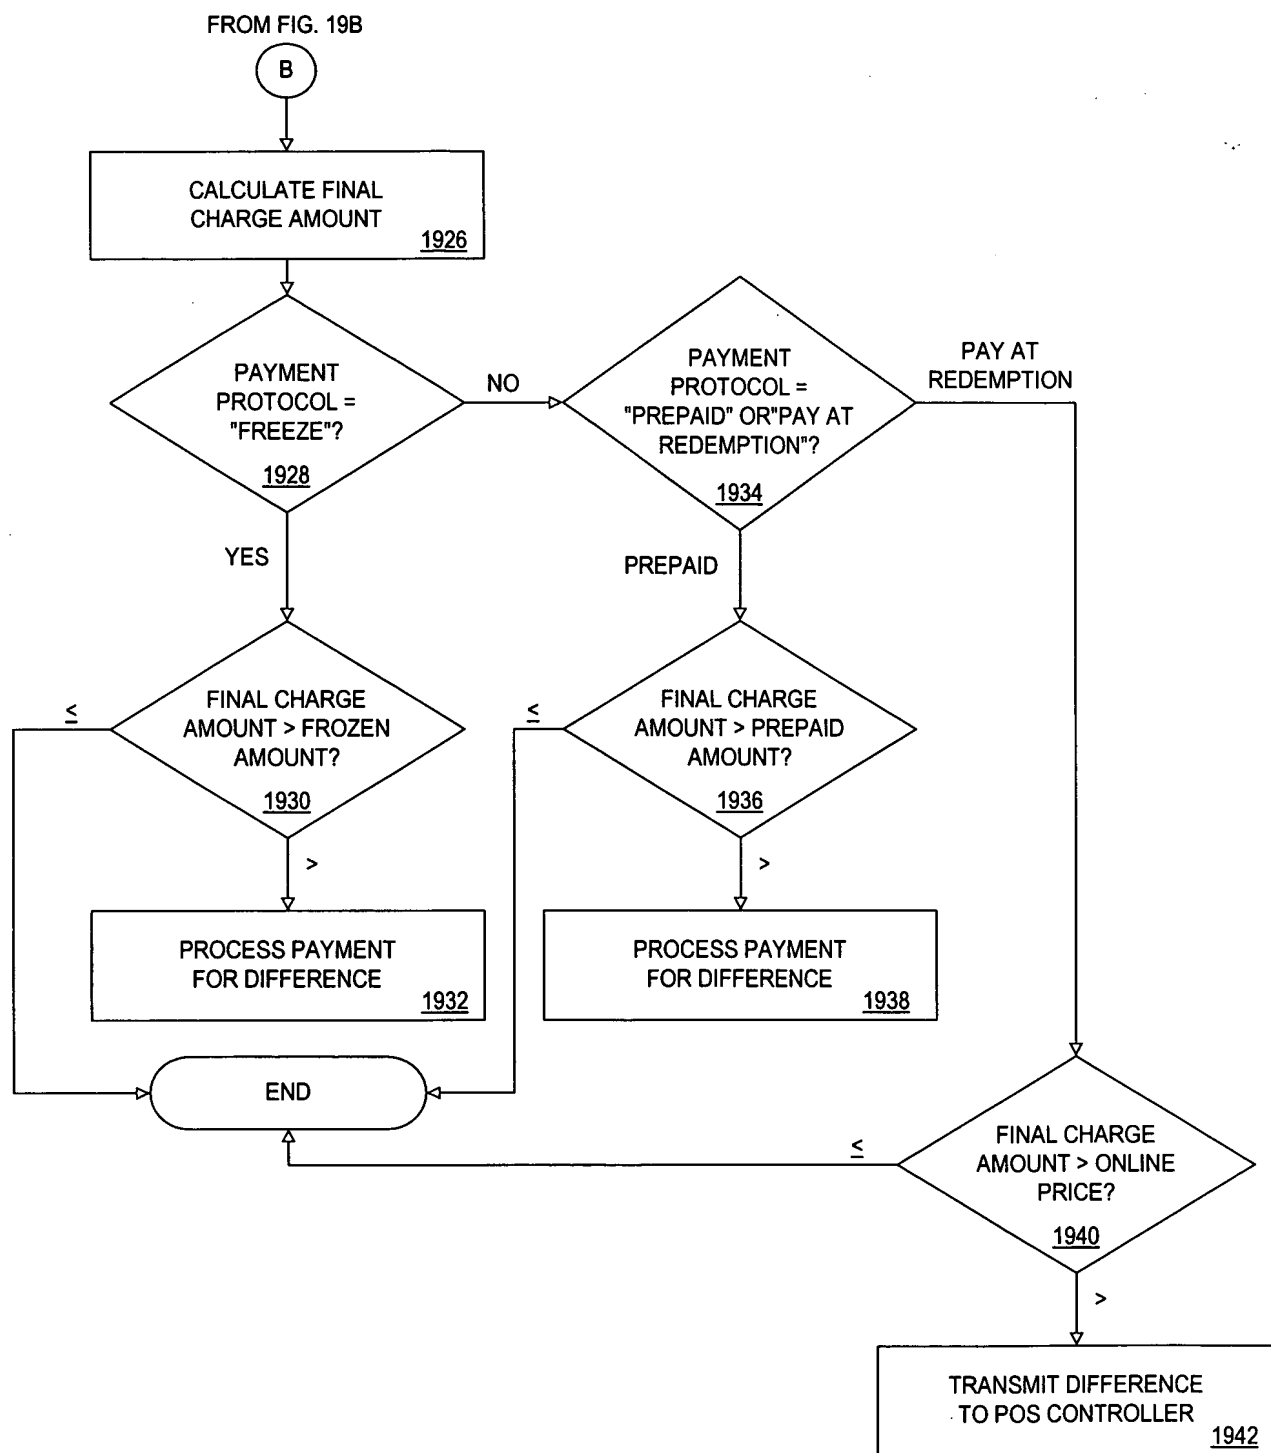 FROM FIG. 19B
B
CALCULATE FINAL
CHARGE AMOUNT
1926
PAYMENT
PROTOCOL =
"FREEZE"?
1928
NO
PAYMENT
PROTOCOL =
"PREPAID" OR"PAY AT
REDEMPTION"?
1934
PAY AT
REDEMPTION
YES
PREPAID
≤
FINAL CHARGE
AMOUNT > FROZEN
AMOUNT?
1930
≤
FINAL CHARGE
AMOUNT > PREPAID
AMOUNT?
1936
>
>
PROCESS PAYMENT
FOR DIFFERENCE
1932
PROCESS PAYMENT
FOR DIFFERENCE
1938
END
≤
FINAL CHARGE
AMOUNT > ONLINE
PRICE?
1940
>
TRANSMIT DIFFERENCE
TO POS CONTROLLER
1942